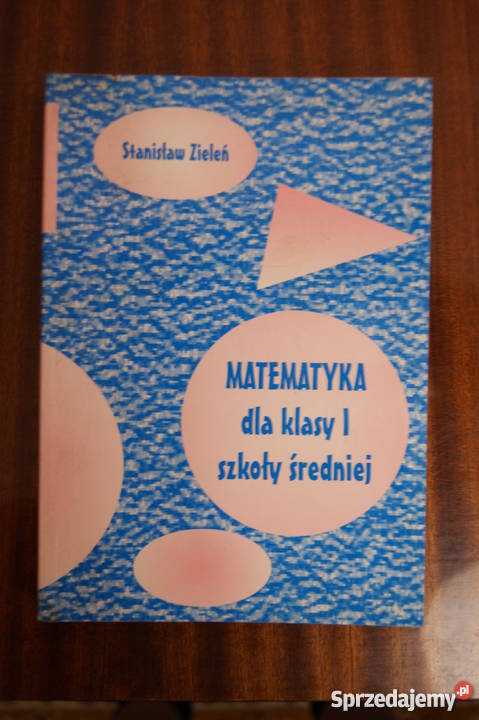 Stanisław Zieleń
MATEMATYKA
dla klasy I
szkoły średniej
Sprzedajemy.pl